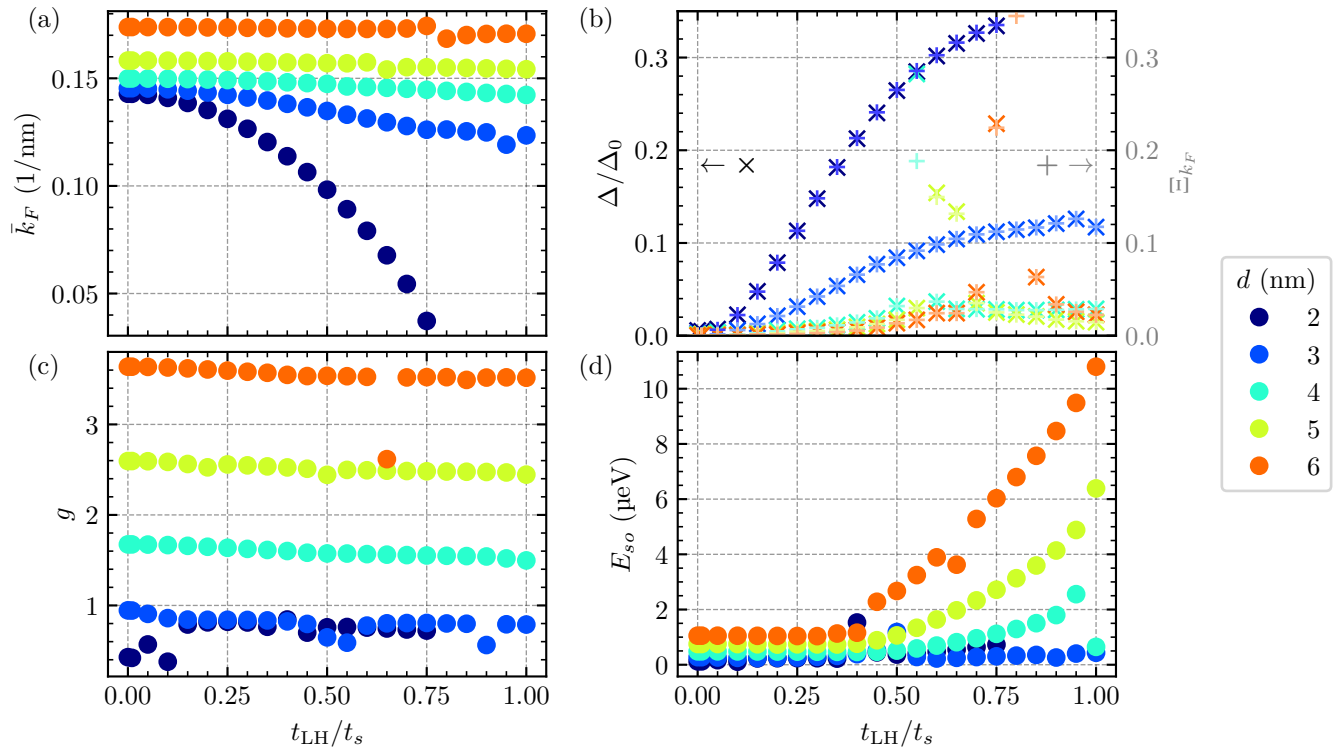 (a)
0.15
0.10
0.05
k̄_F (1/nm)
(b)
0.3
0.2
0.1
0.0
Δ/Δ₀
← ×
+ →
0.3
0.2
0.1
0.0
Ξ_{k_F}
(c)
3
2
1
g
0.00 0.25 0.50 0.75 1.00
t_LH/t_s
(d)
10
8
6
4
2
0
E_so (µeV)
0.00 0.25 0.50 0.75 1.00
t_LH/t_s
d (nm)
2
3
4
5
6